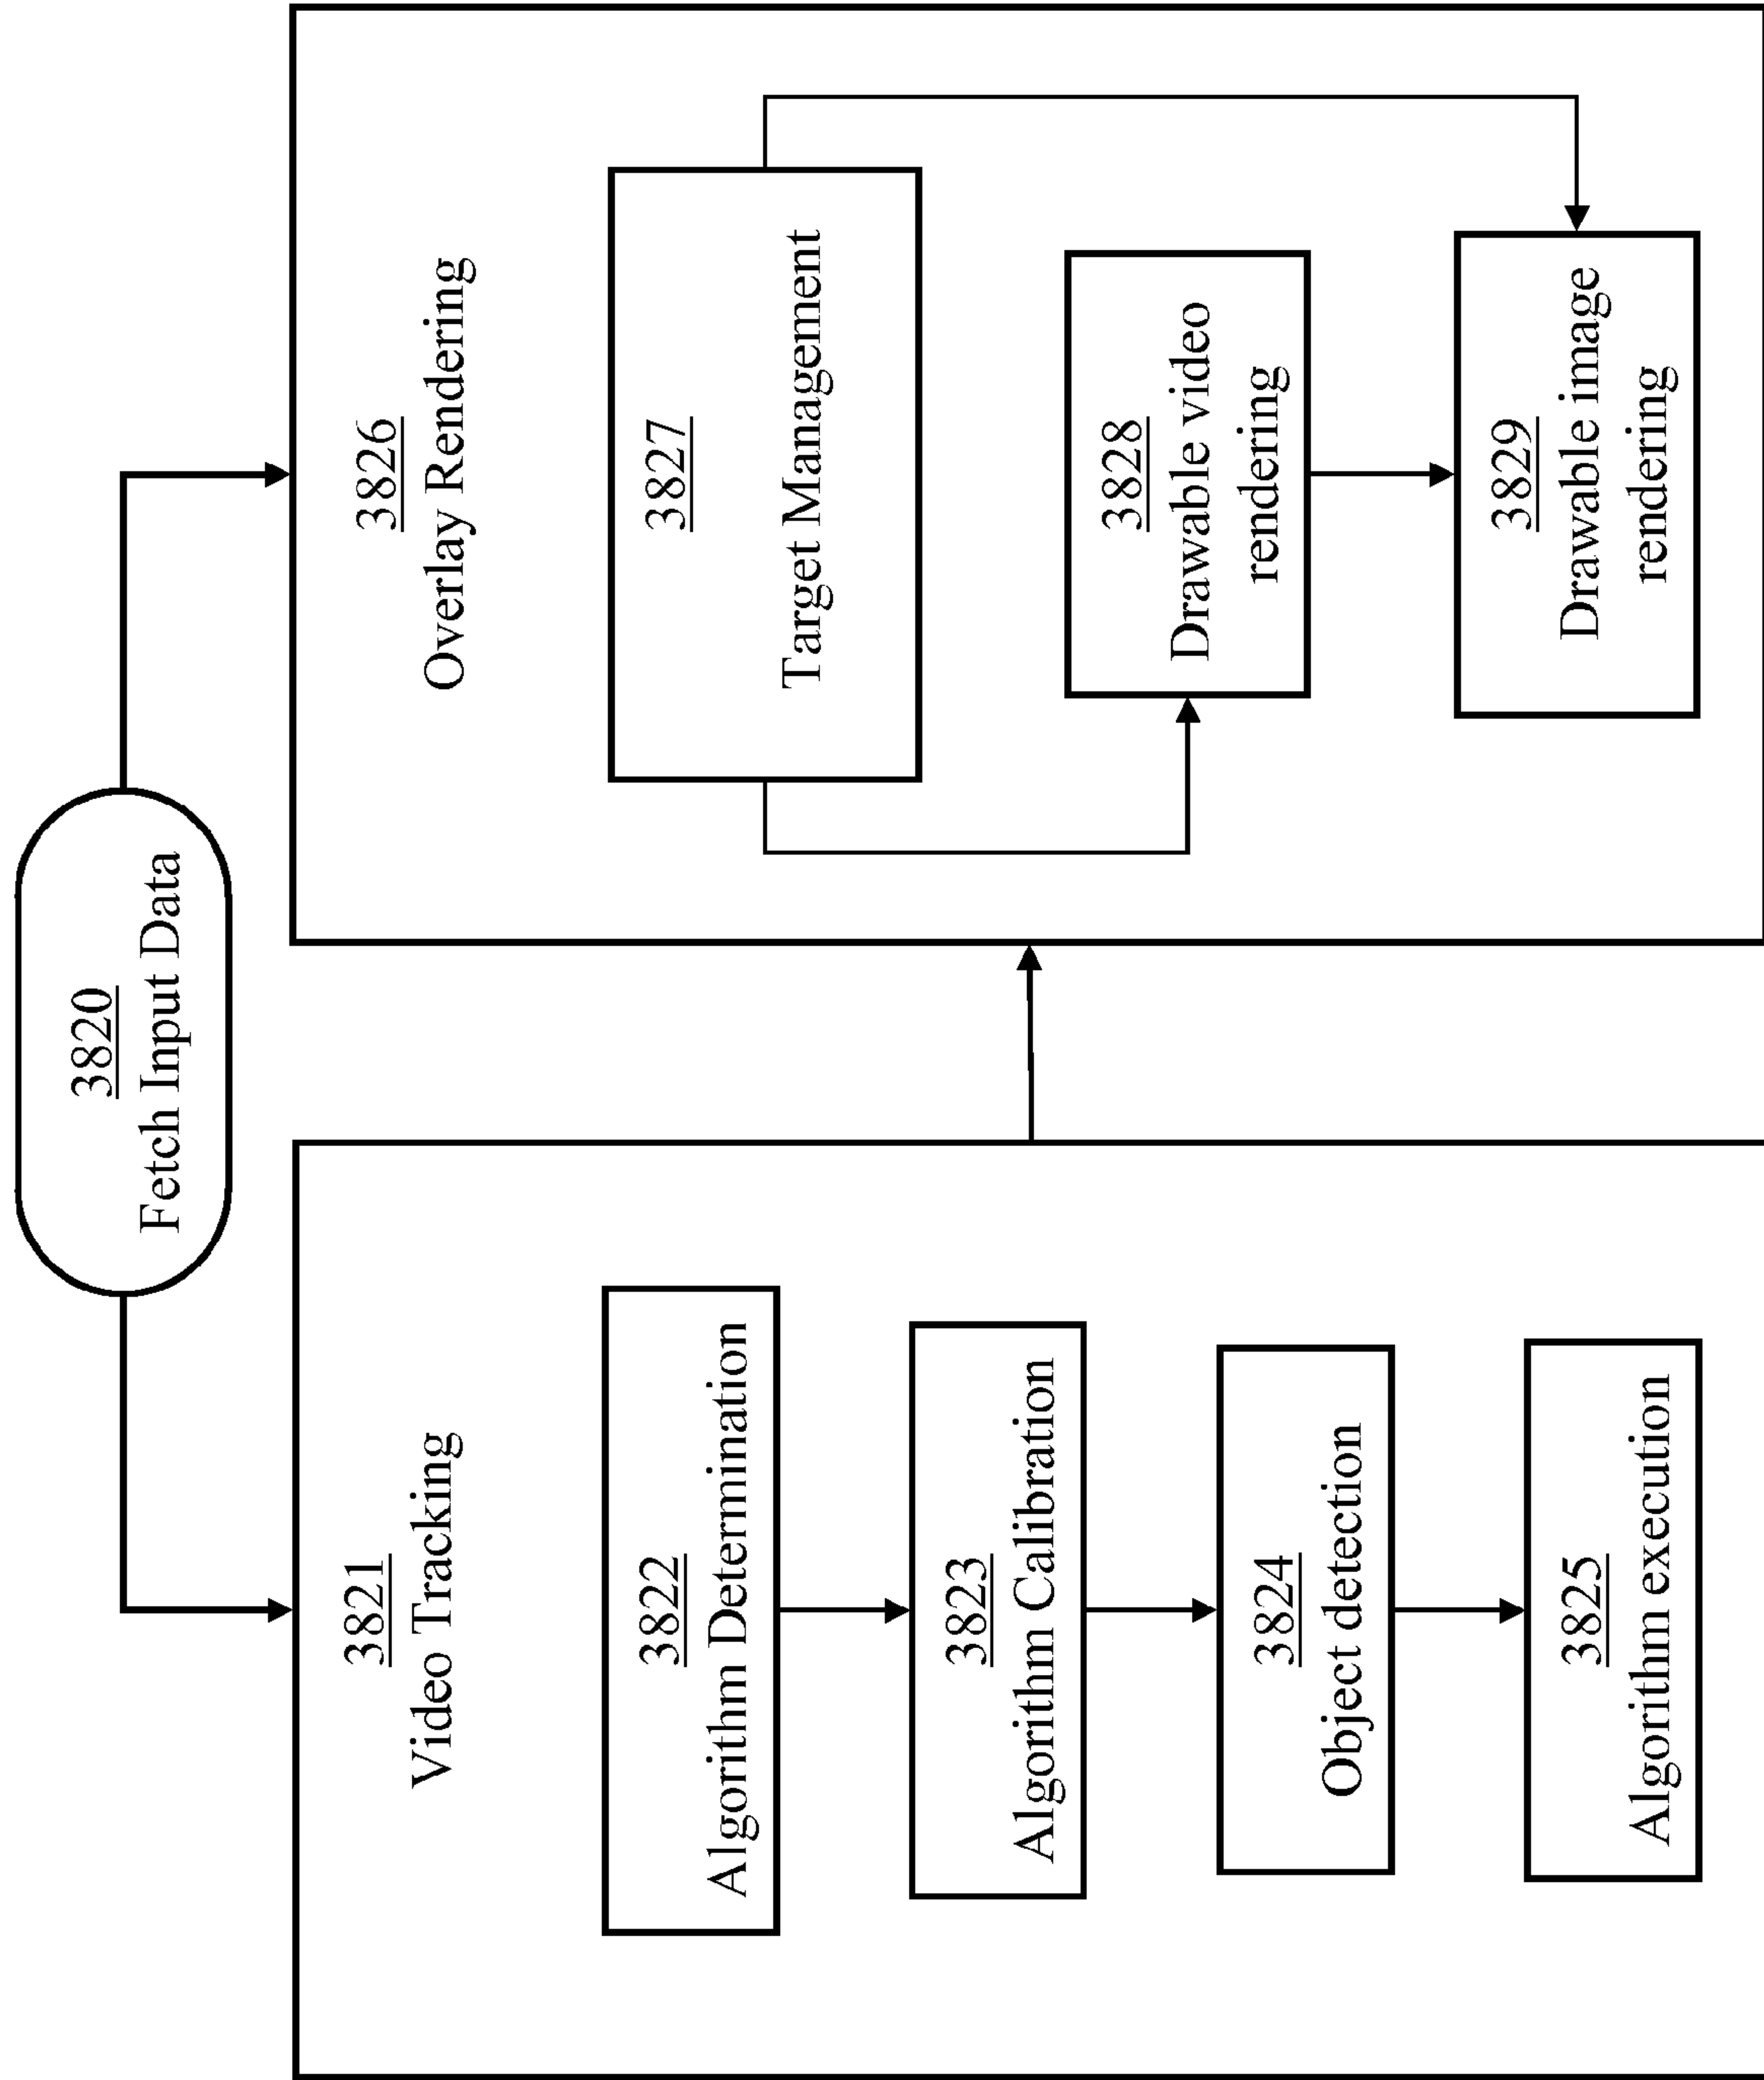 3820
Fetch Input Data
3821
Video Tracking
3822
Algorithm Determination
3823
Algorithm Calibration
3824
Object detection
3825
Algorithm execution
3826
Overlay Rendering
3827
Target Management
3828
Drawable video
rendering
3829
Drawable image
rendering